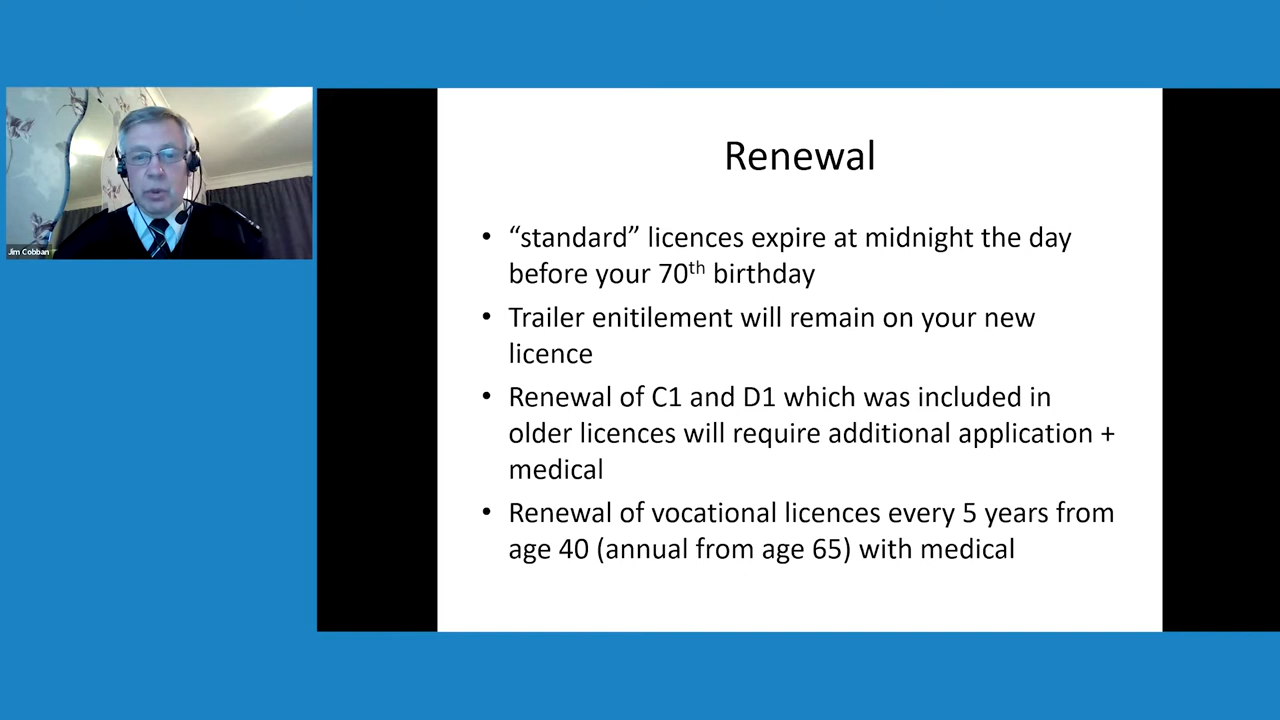 Jim Cobban
Renewal
• “standard” licences expire at midnight the day
before your 70th birthday
• Trailer enitilement will remain on your new
licence
• Renewal of C1 and D1 which was included in
older licences will require additional application +
medical
• Renewal of vocational licences every 5 years from
age 40 (annual from age 65) with medical